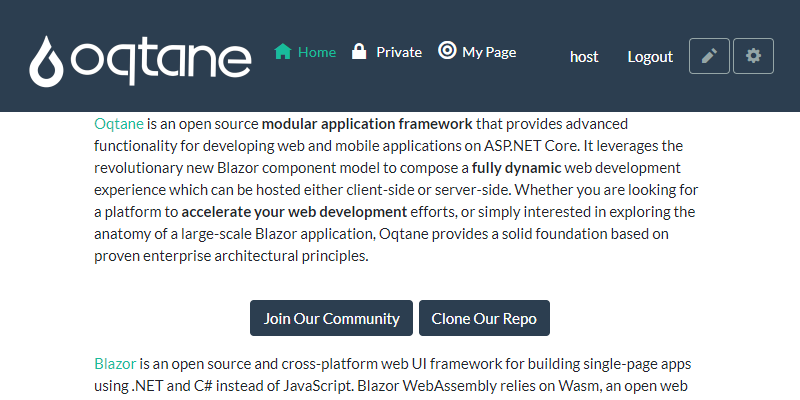 oqtane Home Private My Page host Logout
Oqtane is an open source modular application framework that provides advanced
functionality for developing web and mobile applications on ASP.NET Core. It leverages the
revolutionary new Blazor component model to compose a fully dynamic web development
experience which can be hosted either client-side or server-side. Whether you are looking for
a platform to accelerate your web development efforts, or simply interested in exploring the
anatomy of a large-scale Blazor application, Oqtane provides a solid foundation based on
proven enterprise architectural principles.
Join Our Community Clone Our Repo
Blazor is an open source and cross-platform web UI framework for building single-page apps
using .NET and C# instead of JavaScript. Blazor WebAssembly relies on Wasm, an open web